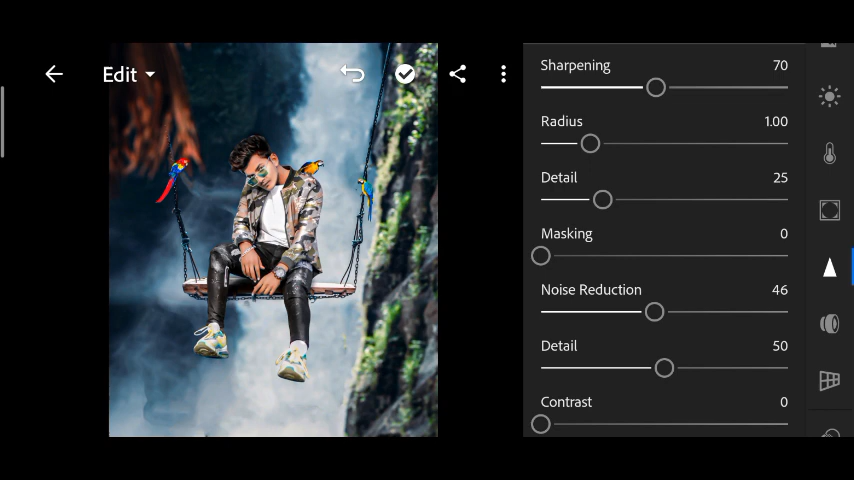 Edit
Sharpening 70
Radius 1.00
Detail 25
Masking 0
Noise Reduction 46
Detail 50
Contrast 0